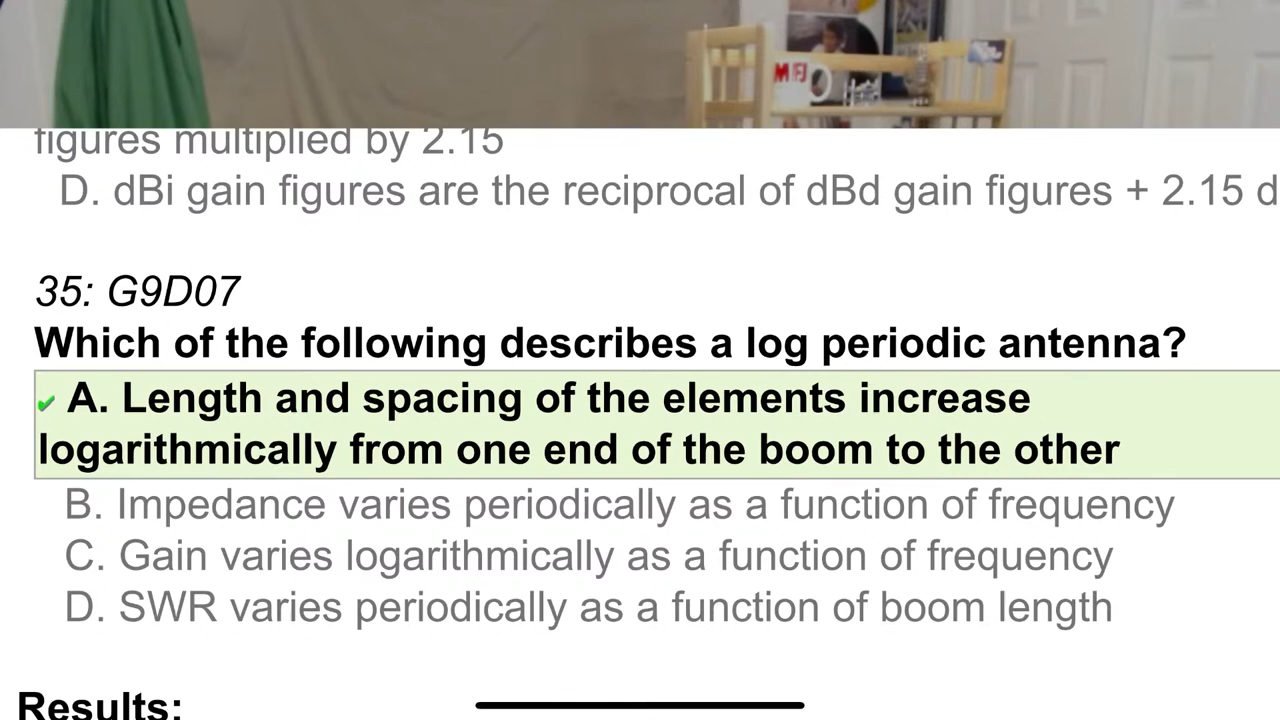 MFJ
figures multiplied by 2.15
D. dBi gain figures are the reciprocal of dBd gain figures + 2.15 d
35: G9D07
Which of the following describes a log periodic antenna?
A. Length and spacing of the elements increase
logarithmically from one end of the boom to the other
B. Impedance varies periodically as a function of frequency
C. Gain varies logarithmically as a function of frequency
D. SWR varies periodically as a function of boom length
Results: